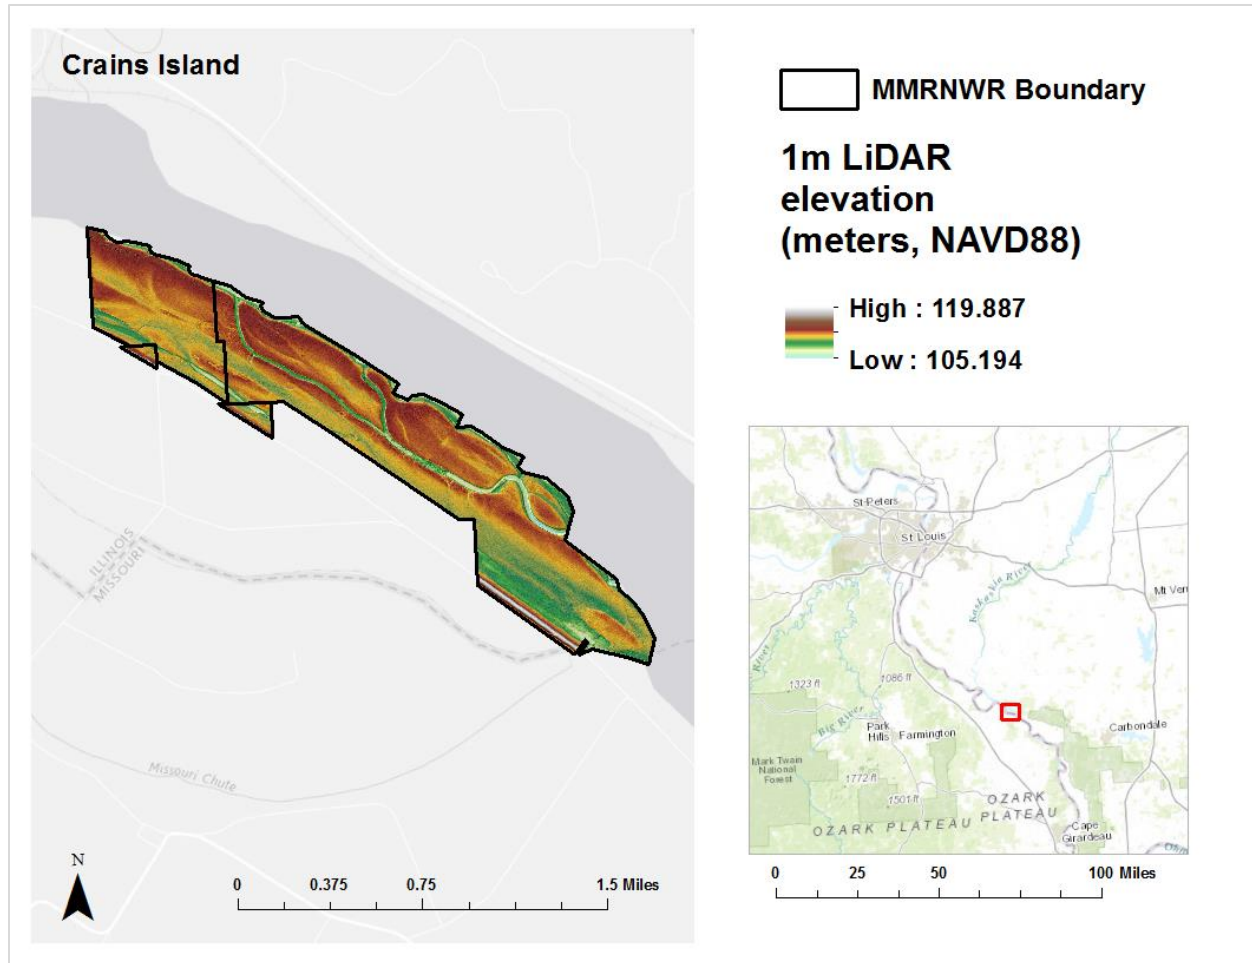 Crains Island
ILLINOIS
MISSOURI
Missouri Chute
N
0 0.375 0.75 1.5 Miles
MMRNWR Boundary
1m LiDAR
elevation
(meters, NAVD88)
High : 119.887
Low : 105.194
St Peters
St Louis
Kaskaskia River
Mt Vern
River
1323 ft
1086 ft
Big River
Park
Hills
Farmington
Carbondale
Mark Twain
National
Forest
1772 ft
1501 ft
OZARK
OZARK PLATEAU PLATEAU
Cape
Girardeau
Ohio
0 25 50 100 Miles